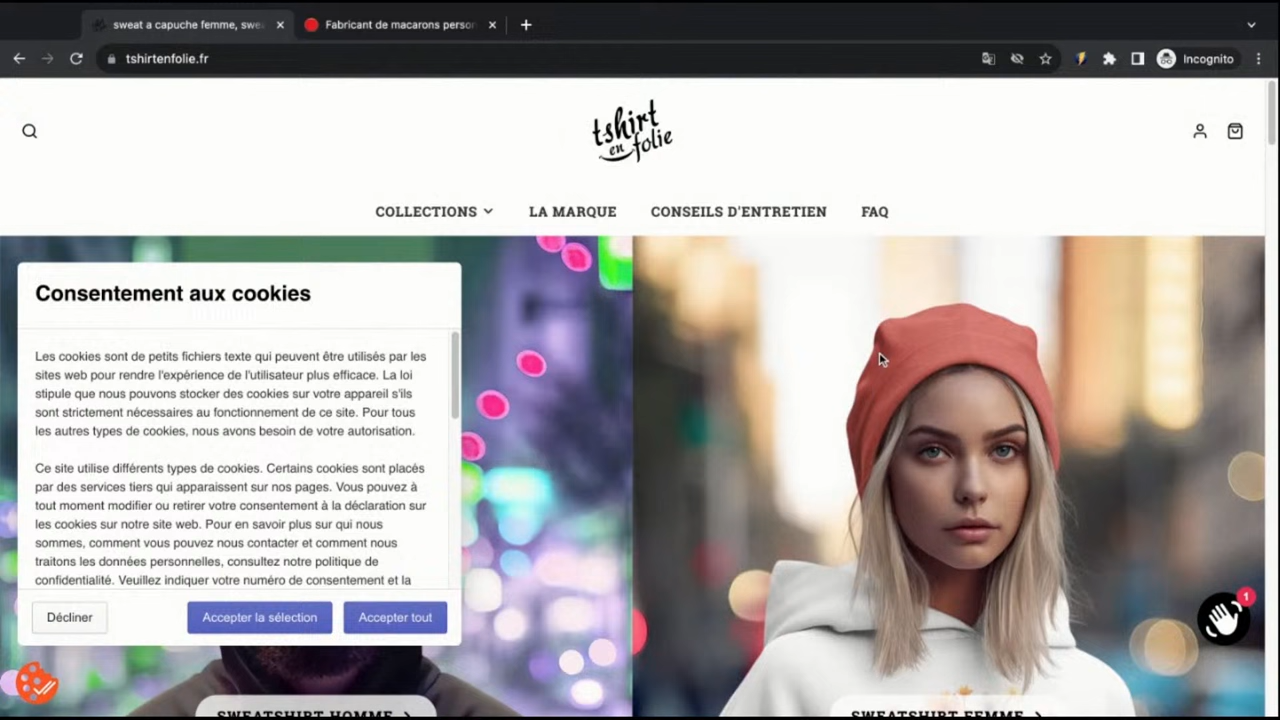 sweat a capuche femme, swea
Fabricant de macarons person
tshirtenfolie.fr
Incognito
tshirt
en folie
COLLECTIONS
LA MARQUE
CONSEILS D'ENTRETIEN
FAQ
Consentement aux cookies
Les cookies sont de petits fichiers texte qui peuvent être utilisés par les
sites web pour rendre l'expérience de l'utilisateur plus efficace. La loi
stipule que nous pouvons stocker des cookies sur votre appareil s'ils
sont strictement nécessaires au fonctionnement de ce site. Pour tous
les autres types de cookies, nous avons besoin de votre autorisation.
Ce site utilise différents types de cookies. Certains cookies sont placés
par des services tiers qui apparaissent sur nos pages. Vous pouvez à
tout moment modifier ou retirer votre consentement à la déclaration sur
les cookies sur notre site web. Pour en savoir plus sur qui nous
sommes, comment vous pouvez nous contacter et comment nous
traitons les données personnelles, consultez notre politique de
confidentialité. Veuillez indiquer votre numéro de consentement et la
Décliner
Accepter la sélection
Accepter tout
1
SWEATSHIRT HOMME
SWEATSHIRT FEMME